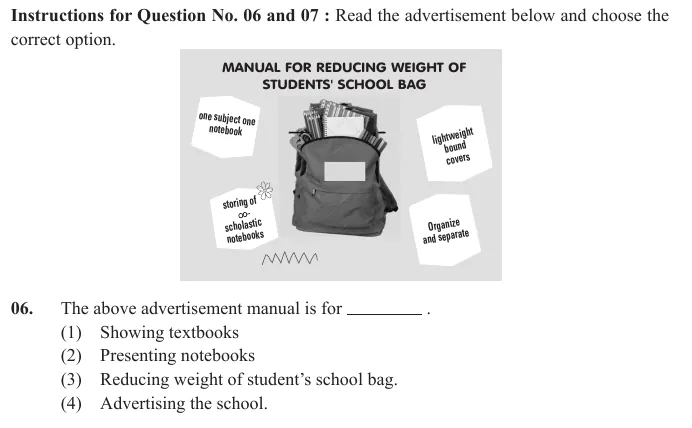 Instructions for Question No. 06 and 07 : Read the advertisement below and choose the
correct option.
MANUAL FOR REDUCING WEIGHT OF
STUDENTS' SCHOOL BAG
one subject one
notebook
lightweight
bound
covers
storing of
co-
scholastic
notebooks
Organize
and separate
06. The above advertisement manual is for ________ .
(1) Showing textbooks
(2) Presenting notebooks
(3) Reducing weight of student’s school bag.
(4) Advertising the school.